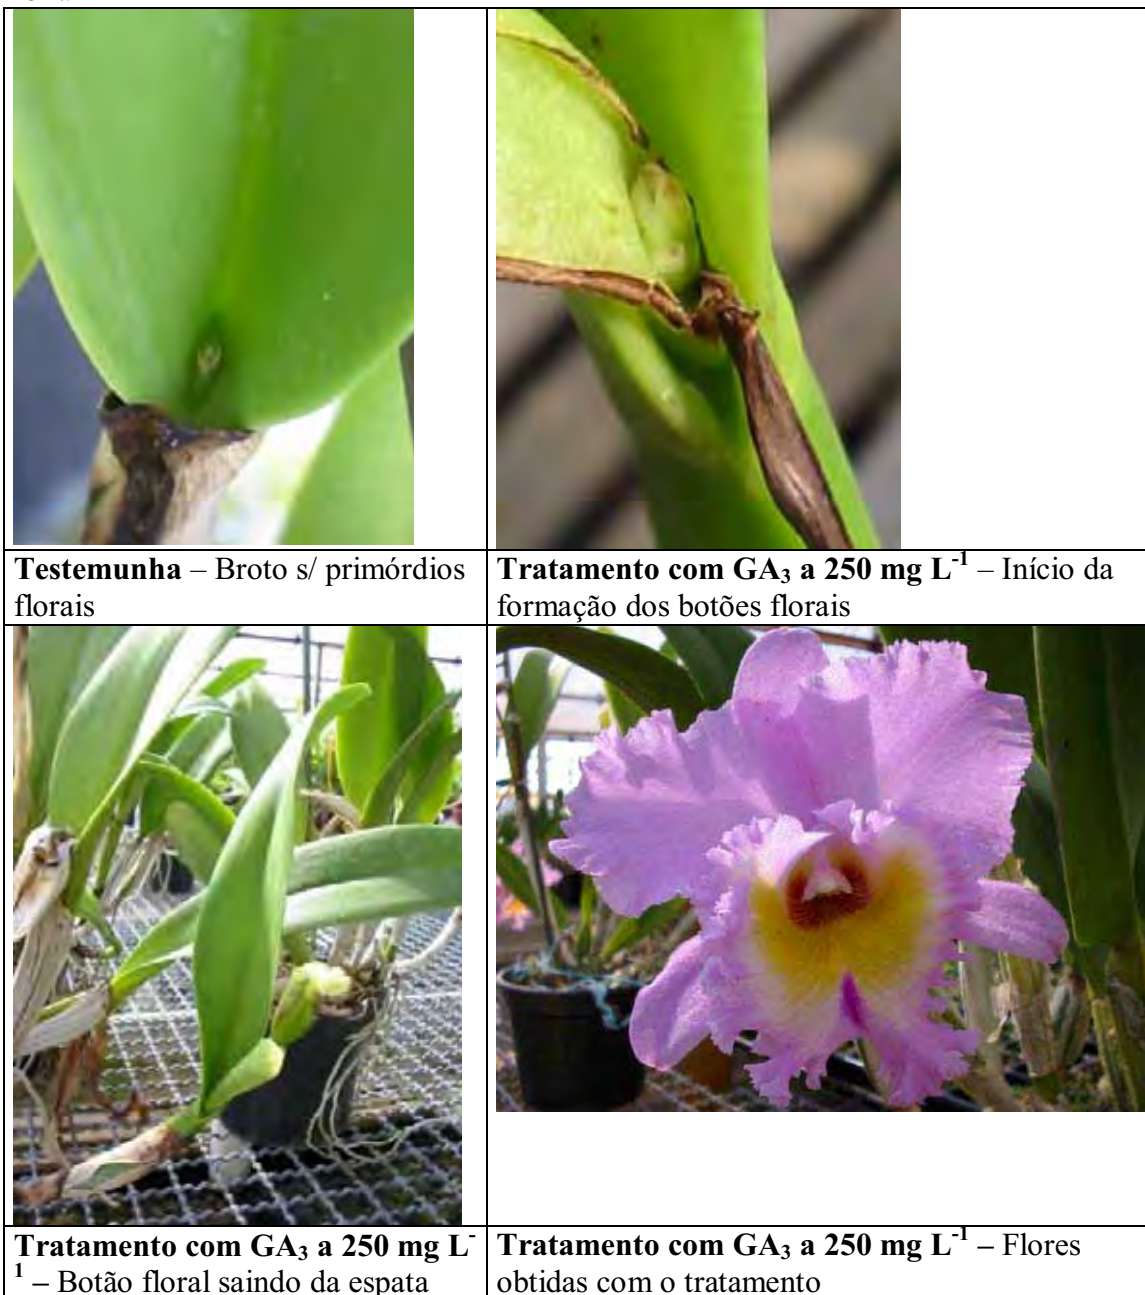 Testemunha – Broto s/ primórdios
florais
Tratamento com GA₃ a 250 mg L⁻¹ – Início da
formação dos botões florais
Tratamento com GA₃ a 250 mg L⁻
¹ – Botão floral saindo da espata
Tratamento com GA₃ a 250 mg L⁻¹ – Flores
obtidas com o tratamento